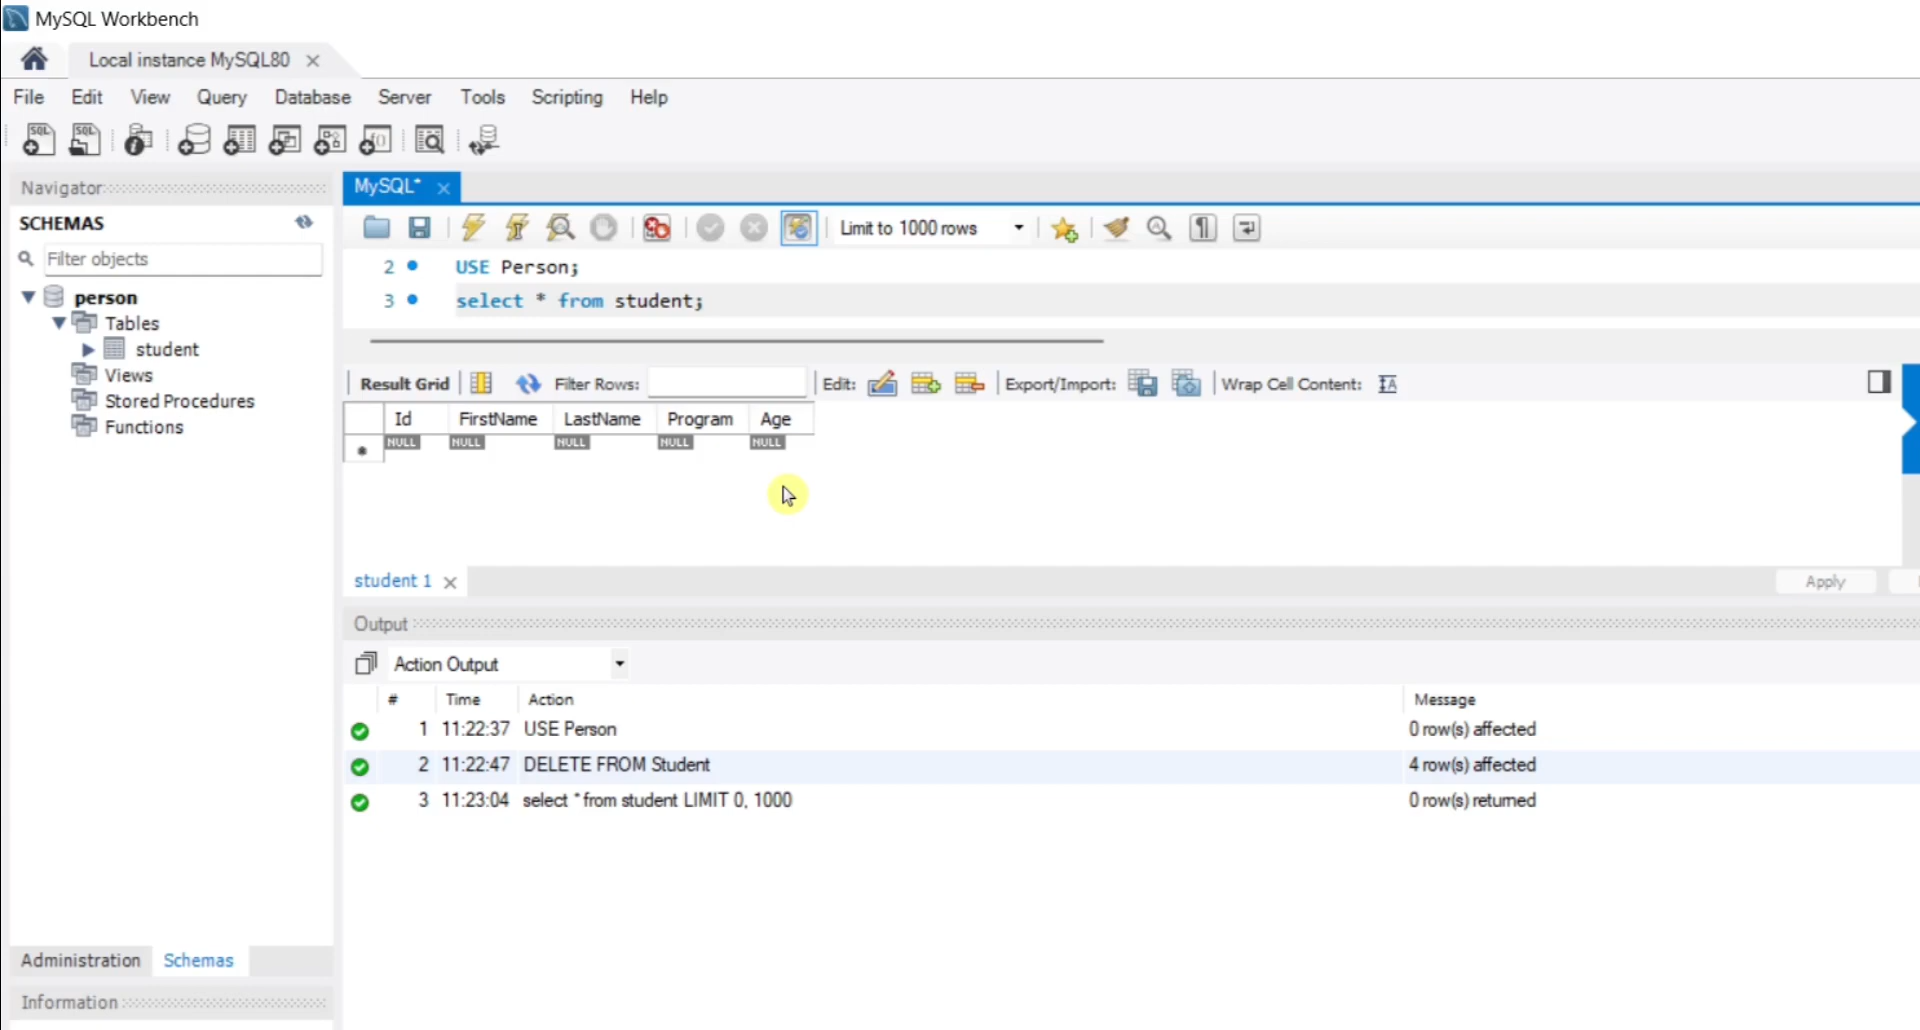 MySQL Workbench
Local instance MySQL80
File Edit View Query Database Server Tools Scripting Help
Navigator
SCHEMAS
Filter objects
person
Tables
student
Views
Stored Procedures
Functions
MySQL*
Limit to 1000 rows
2 USE Person;
3 select * from student;
Result Grid Filter Rows: Edit: Export/Import: Wrap Cell Content:
Id FirstName LastName Program Age
NULL NULL NULL NULL NULL
student 1
Apply
Output
Action Output
# Time Action Message
1 11:22:37 USE Person 0 row(s) affected
2 11:22:47 DELETE FROM Student 4 row(s) affected
3 11:23:04 select * from student LIMIT 0, 1000 0 row(s) returned
Administration Schemas
Information